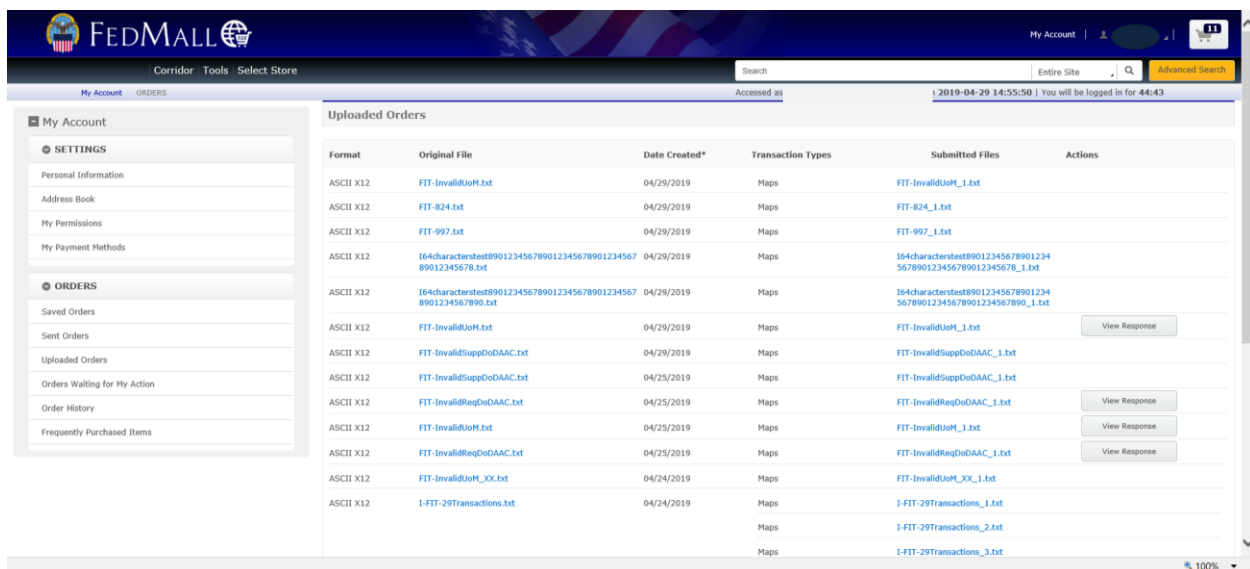 FEDMALL
My Account
11
Corridor Tools Select Store
Search
Entire Site
Advanced Search
My Account ORDERS
Accessed as
2019-04-29 14:55:50 | You will be logged in for 44:43
My Account
SETTINGS
Personal Information
Address Book
My Permissions
My Payment Methods
ORDERS
Saved Orders
Sent Orders
Uploaded Orders
Orders Waiting for My Action
Order History
Frequently Purchased Items
Uploaded Orders
Format Original File Date Created* Transaction Types Submitted Files Actions
ASCII X12 FIT-InvalidUoM.txt 04/29/2019 Maps FIT-InvalidUoM_1.txt
ASCII X12 FIT-824.txt 04/29/2019 Maps FIT-824_1.txt
ASCII X12 FIT-997.txt 04/29/2019 Maps FIT-997_1.txt
ASCII X12 I64characterstest89012345678901234567890123456789012345678901234567 04/29/2019 Maps I64characterstest89012345678901234
89012345678.txt 567890123456789012345678_1.txt
ASCII X12 I64characterstest890123456789012345678901234567 04/29/2019 Maps I64characterstest89012345678901234
8901234567890.txt 56789012345678901234567890_1.txt
ASCII X12 FIT-InvalidUoM.txt 04/29/2019 Maps FIT-InvalidUoM_1.txt View Response
ASCII X12 FIT-InvalidSuppDoDAAC.txt 04/29/2019 Maps FIT-InvalidSuppDoDAAC_1.txt
ASCII X12 FIT-InvalidSuppDoDAAC.txt 04/25/2019 Maps FIT-InvalidSuppDoDAAC_1.txt
ASCII X12 FIT-InvalidReqDoDAAC.txt 04/25/2019 Maps FIT-InvalidReqDoDAAC_1.txt View Response
ASCII X12 FIT-InvalidUoM.txt 04/25/2019 Maps FIT-InvalidUoM_1.txt View Response
ASCII X12 FIT-InvalidReqDoDAAC.txt 04/25/2019 Maps FIT-InvalidReqDoDAAC_1.txt View Response
ASCII X12 FIT-InvalidUoM_XX.txt 04/24/2019 Maps FIT-InvalidUoM_XX_1.txt
ASCII X12 I-FIT-29Transactions.txt 04/24/2019 Maps I-FIT-29Transactions_1.txt
Maps I-FIT-29Transactions_2.txt
Maps I-FIT-29Transactions_3.txt
100%